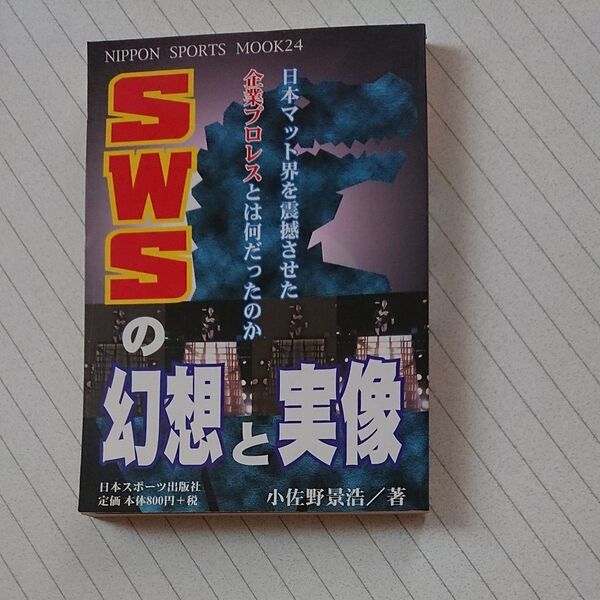 NIPPON SPORTS MOOK24
SWSの
幻想と実像
日本マット界を震撼させた
企業プロレスとは何だったのか
日本スポーツ出版社
定価 本体800円+税
小佐野景浩/著